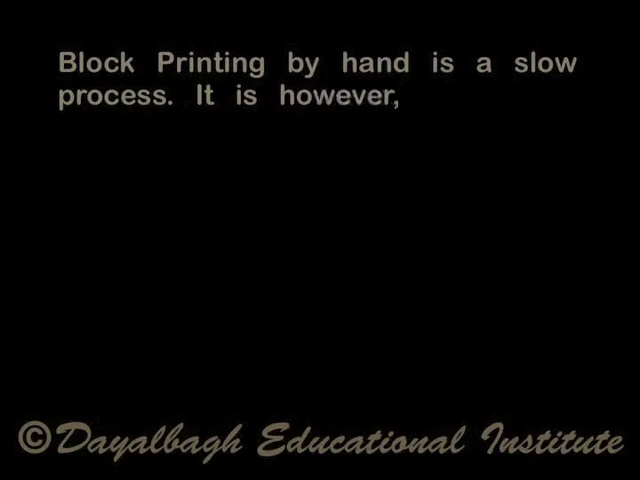 Block Printing by hand is a slow
process. It is however,
©Dayalbagh Educational Institute